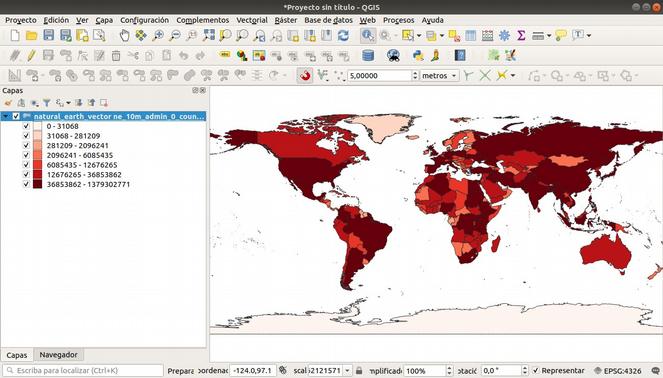 *Proyecto sin título - QGIS
Proyecto Edición Ver Capa Configuración Complementos Vectorial Ráster Base de datos Web Procesos Ayuda
5,00000 metros
Capas
natural_earth_vector ne_10m_admin_0_coun...
0 - 31068
31068 - 281209
281209 - 2096241
2096241 - 6085435
6085435 - 12676265
12676265 - 36853862
36853862 - 1379302771
Capas Navegador
Escriba para localizar (Ctrl+K) Prepara ordena -124.0,97.1 scal 2121571 mplificad 100% otació 0,0 ° Representar EPSG:4326